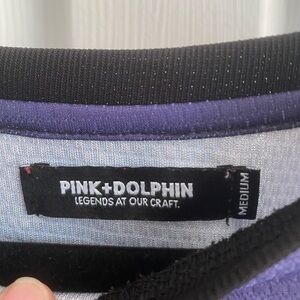 PINK+DOLPHIN
LEGENDS AT OUR CRAFT.
MEDIUM